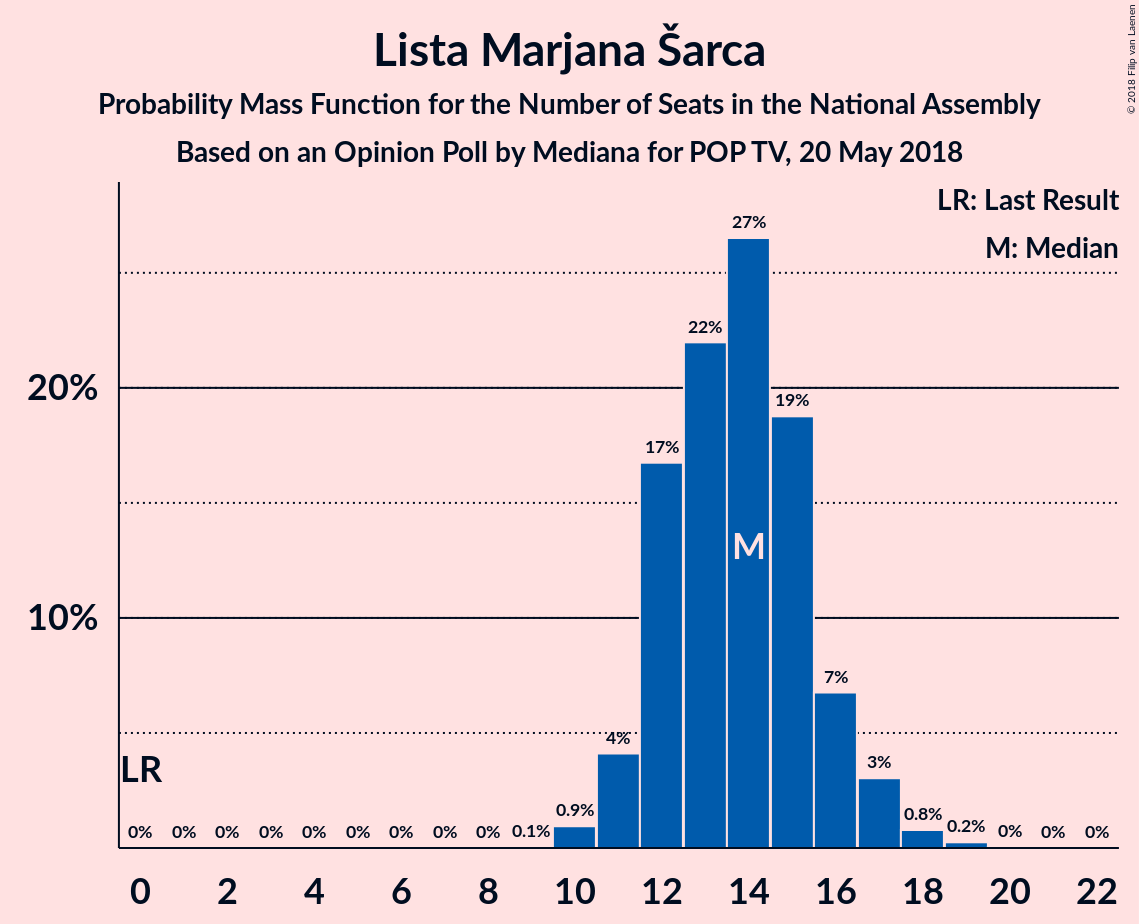 Lista Marjana Šarca
Probability Mass Function for the Number of Seats in the National Assembly
Based on an Opinion Poll by Mediana for POP TV, 20 May 2018
© 2018 Filip van Laenen
LR: Last Result
M: Median
20%
10%
LR
M
0% 0% 0% 0% 0% 0% 0% 0% 0% 0.1% 0.9% 4% 17% 22% 27% 19% 7% 3% 0.8% 0.2% 0% 0% 0%
0 2 4 6 8 10 12 14 16 18 20 22